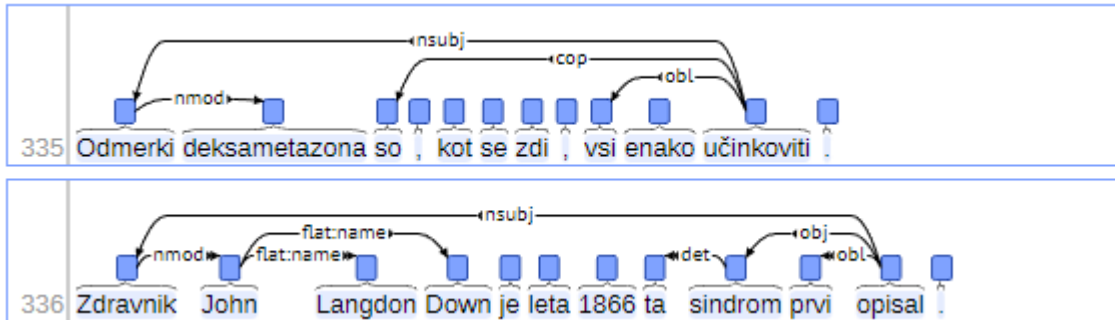 nsubj
cop
obl
nmod
335 Odmerki deksametazona so , kot se zdi , vsi enako učinkoviti .
nsubj
flat:name obj
nmod flat:name det obl
336 Zdravnik John Langdon Down je leta 1866 ta sindrom prvi opisal .